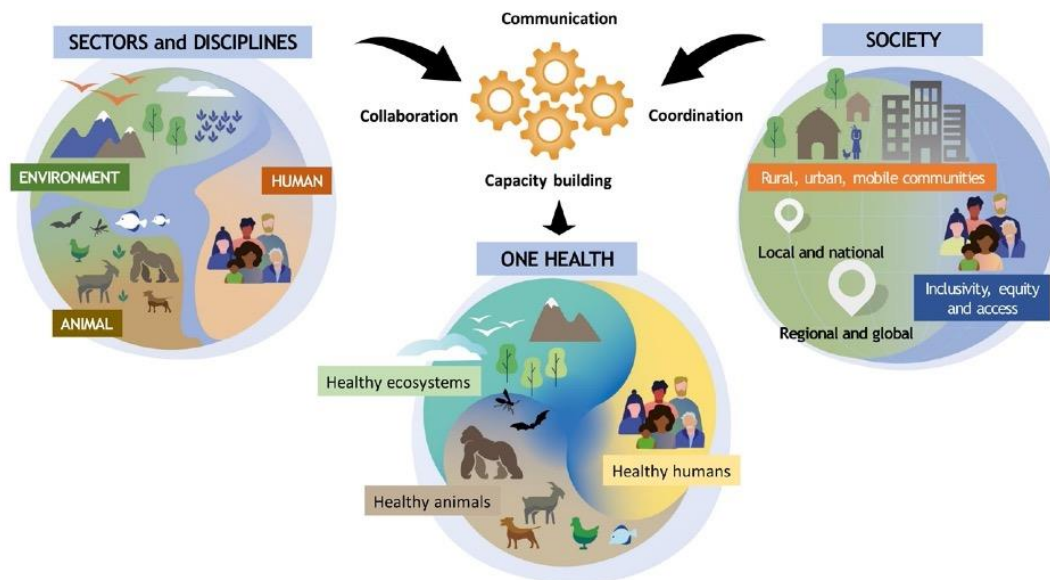 SECTORS and DISCIPLINES
ENVIRONMENT
HUMAN
ANIMAL
Communication
Collaboration
Coordination
Capacity building
SOCIETY
Rural, urban, mobile communities
Local and national
Inclusivity, equity
and access
Regional and global
ONE HEALTH
Healthy ecosystems
Healthy humans
Healthy animals